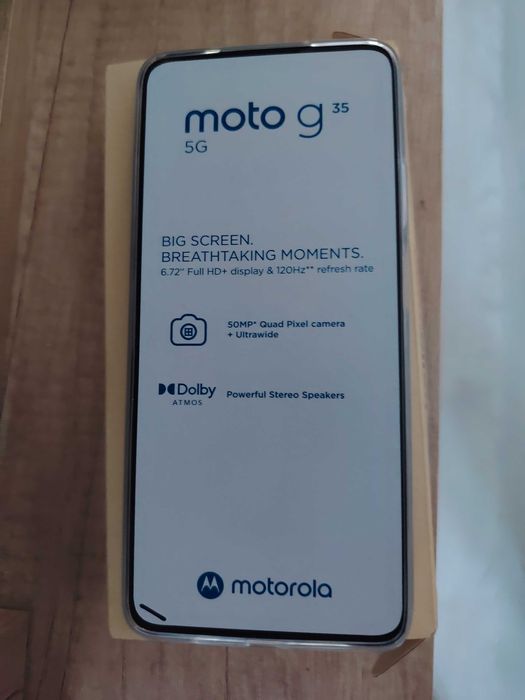 moto g 35
5G
BIG SCREEN.
BREATHTAKING MOMENTS.
6.72" Full HD+ display & 120Hz** refresh rate
50MP* Quad Pixel camera
+ Ultrawide
Dolby
ATMOS
Powerful Stereo Speakers
motorola